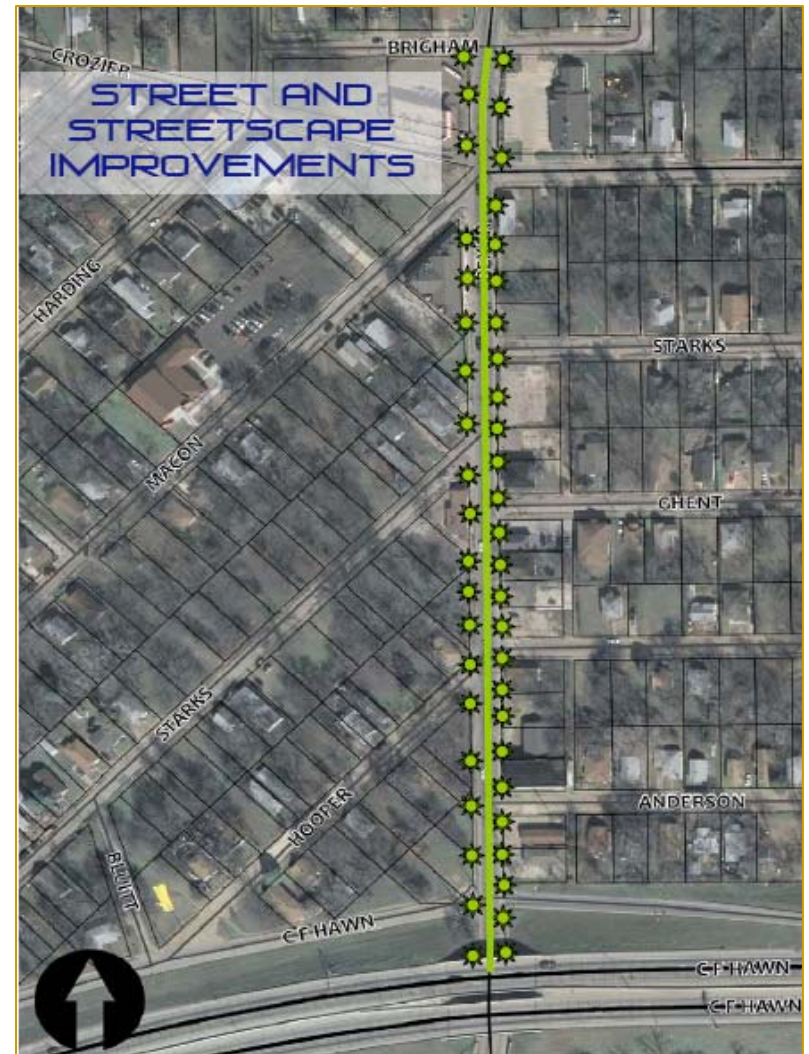 BRIGHAM
CROZIER
STREET AND
STREETSCAPE
IMPROVEMENTS
HARDING
STARKS
MACON
GHENT
STARKS
ANDERSON
HOOPER
BLUITT
C F HAWN
C F HAWN
C F HAWN